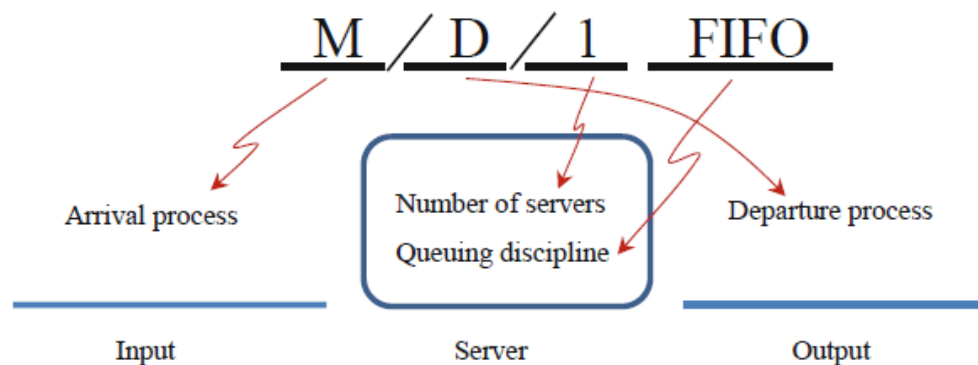 M / D / 1 FIFO
Arrival process
Number of servers
Queuing discipline
Departure process
Input
Server
Output